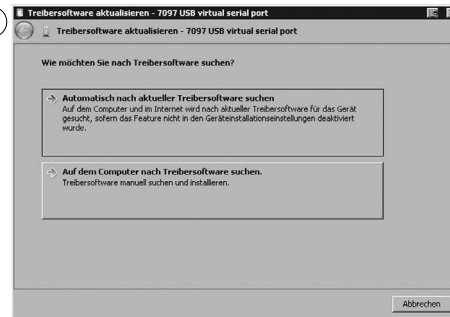 Treibersoftware aktualisieren - 7097 USB virtual serial port
Treibersoftware aktualisieren - 7097 USB virtual serial port
Wie möchten Sie nach Treibersoftware suchen?
Automatisch nach aktueller Treibersoftware suchen
Auf dem Computer und im Internet wird nach aktueller Treibersoftware für das Gerät
gesucht, sofern das Feature nicht in den Geräteinstallationseinstellungen deaktiviert
wurde.
Auf dem Computer nach Treibersoftware suchen.
Treibersoftware manuell suchen und installieren.
Abbrechen